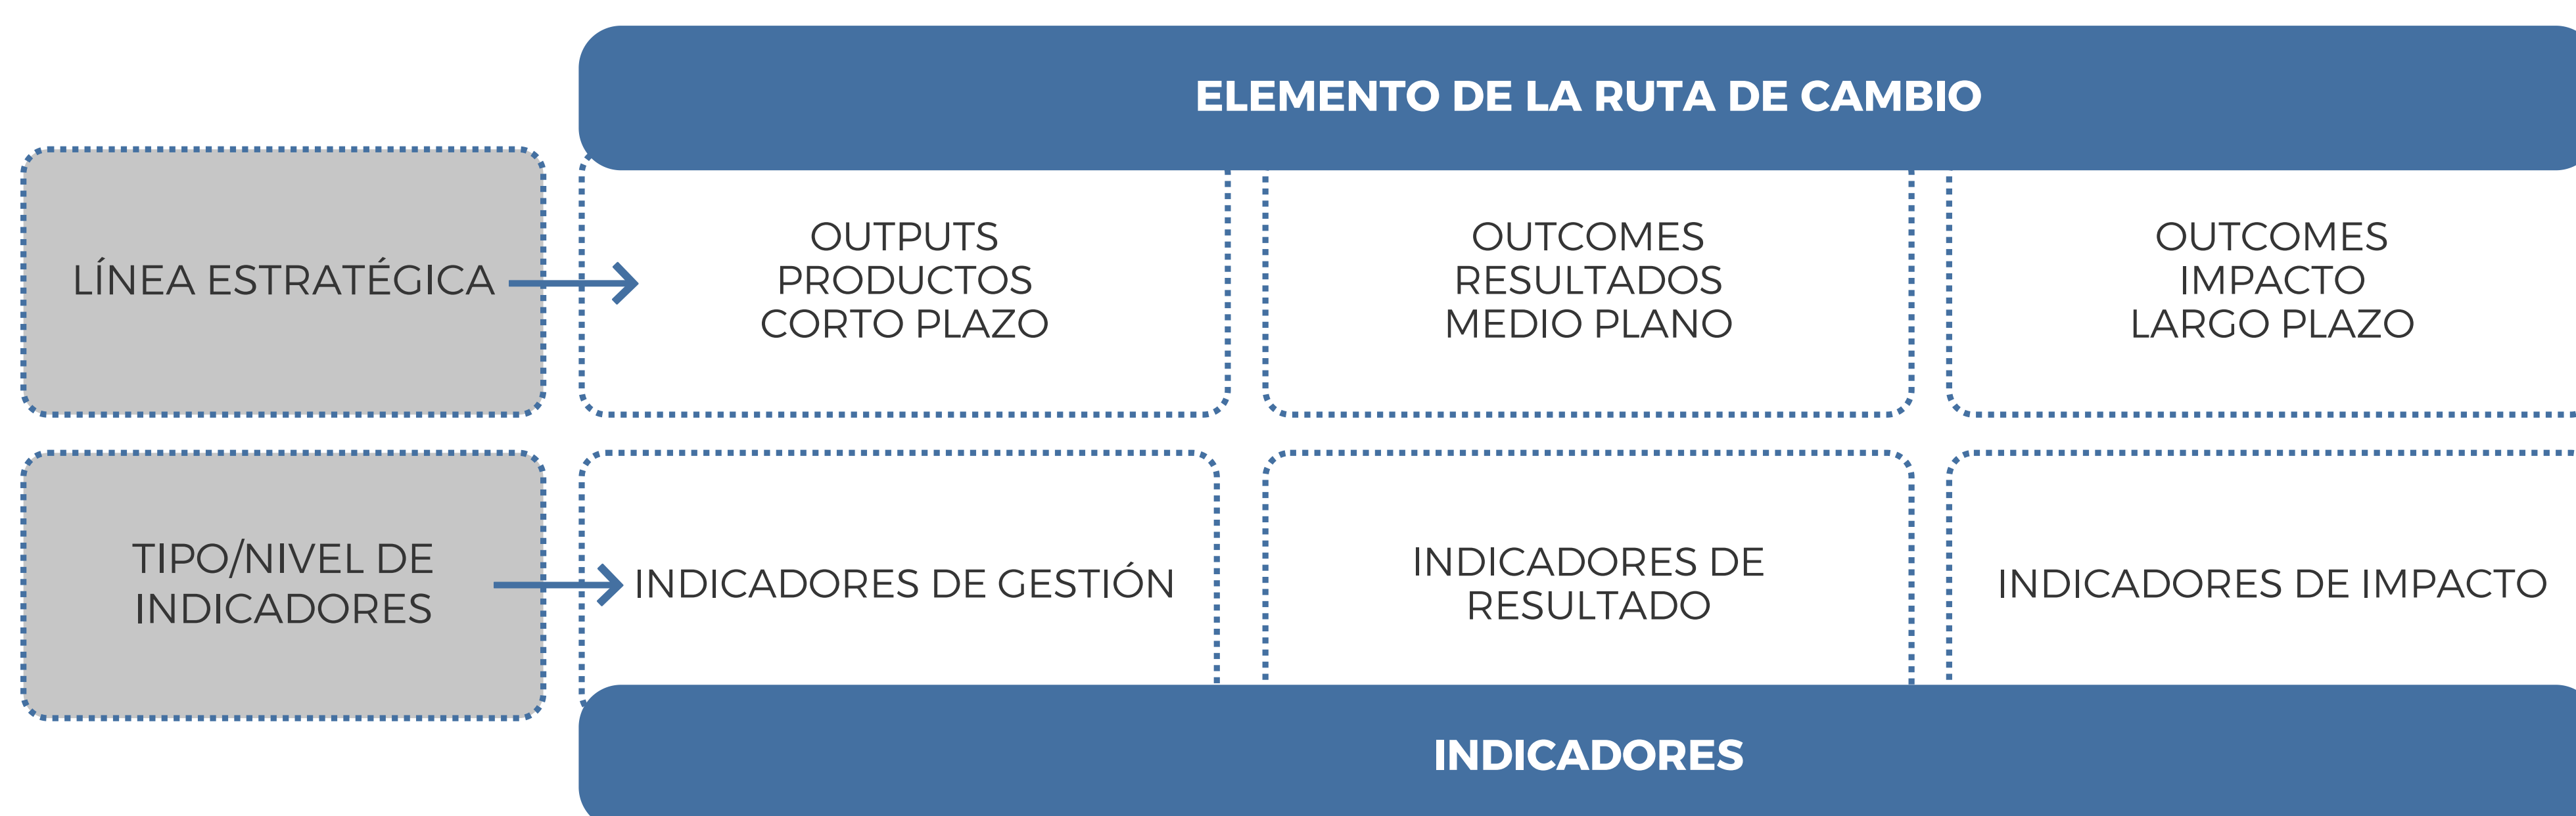 ELEMENTO DE LA RUTA DE CAMBIO
LÍNEA ESTRATÉGICA
OUTPUTS
PRODUCTOS
CORTO PLAZO
OUTCOMES
RESULTADOS
MEDIO PLANO
OUTCOMES
IMPACTO
LARGO PLAZO
TIPO/NIVEL DE
INDICADORES
INDICADORES DE GESTIÓN
INDICADORES DE
RESULTADO
INDICADORES DE IMPACTO
INDICADORES